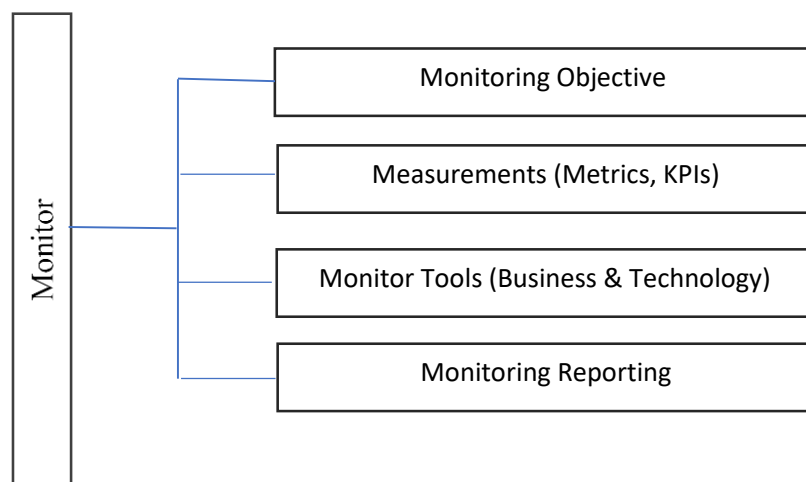 Monitor
Monitoring Objective
Measurements (Metrics, KPIs)
Monitor Tools (Business & Technology)
Monitoring Reporting